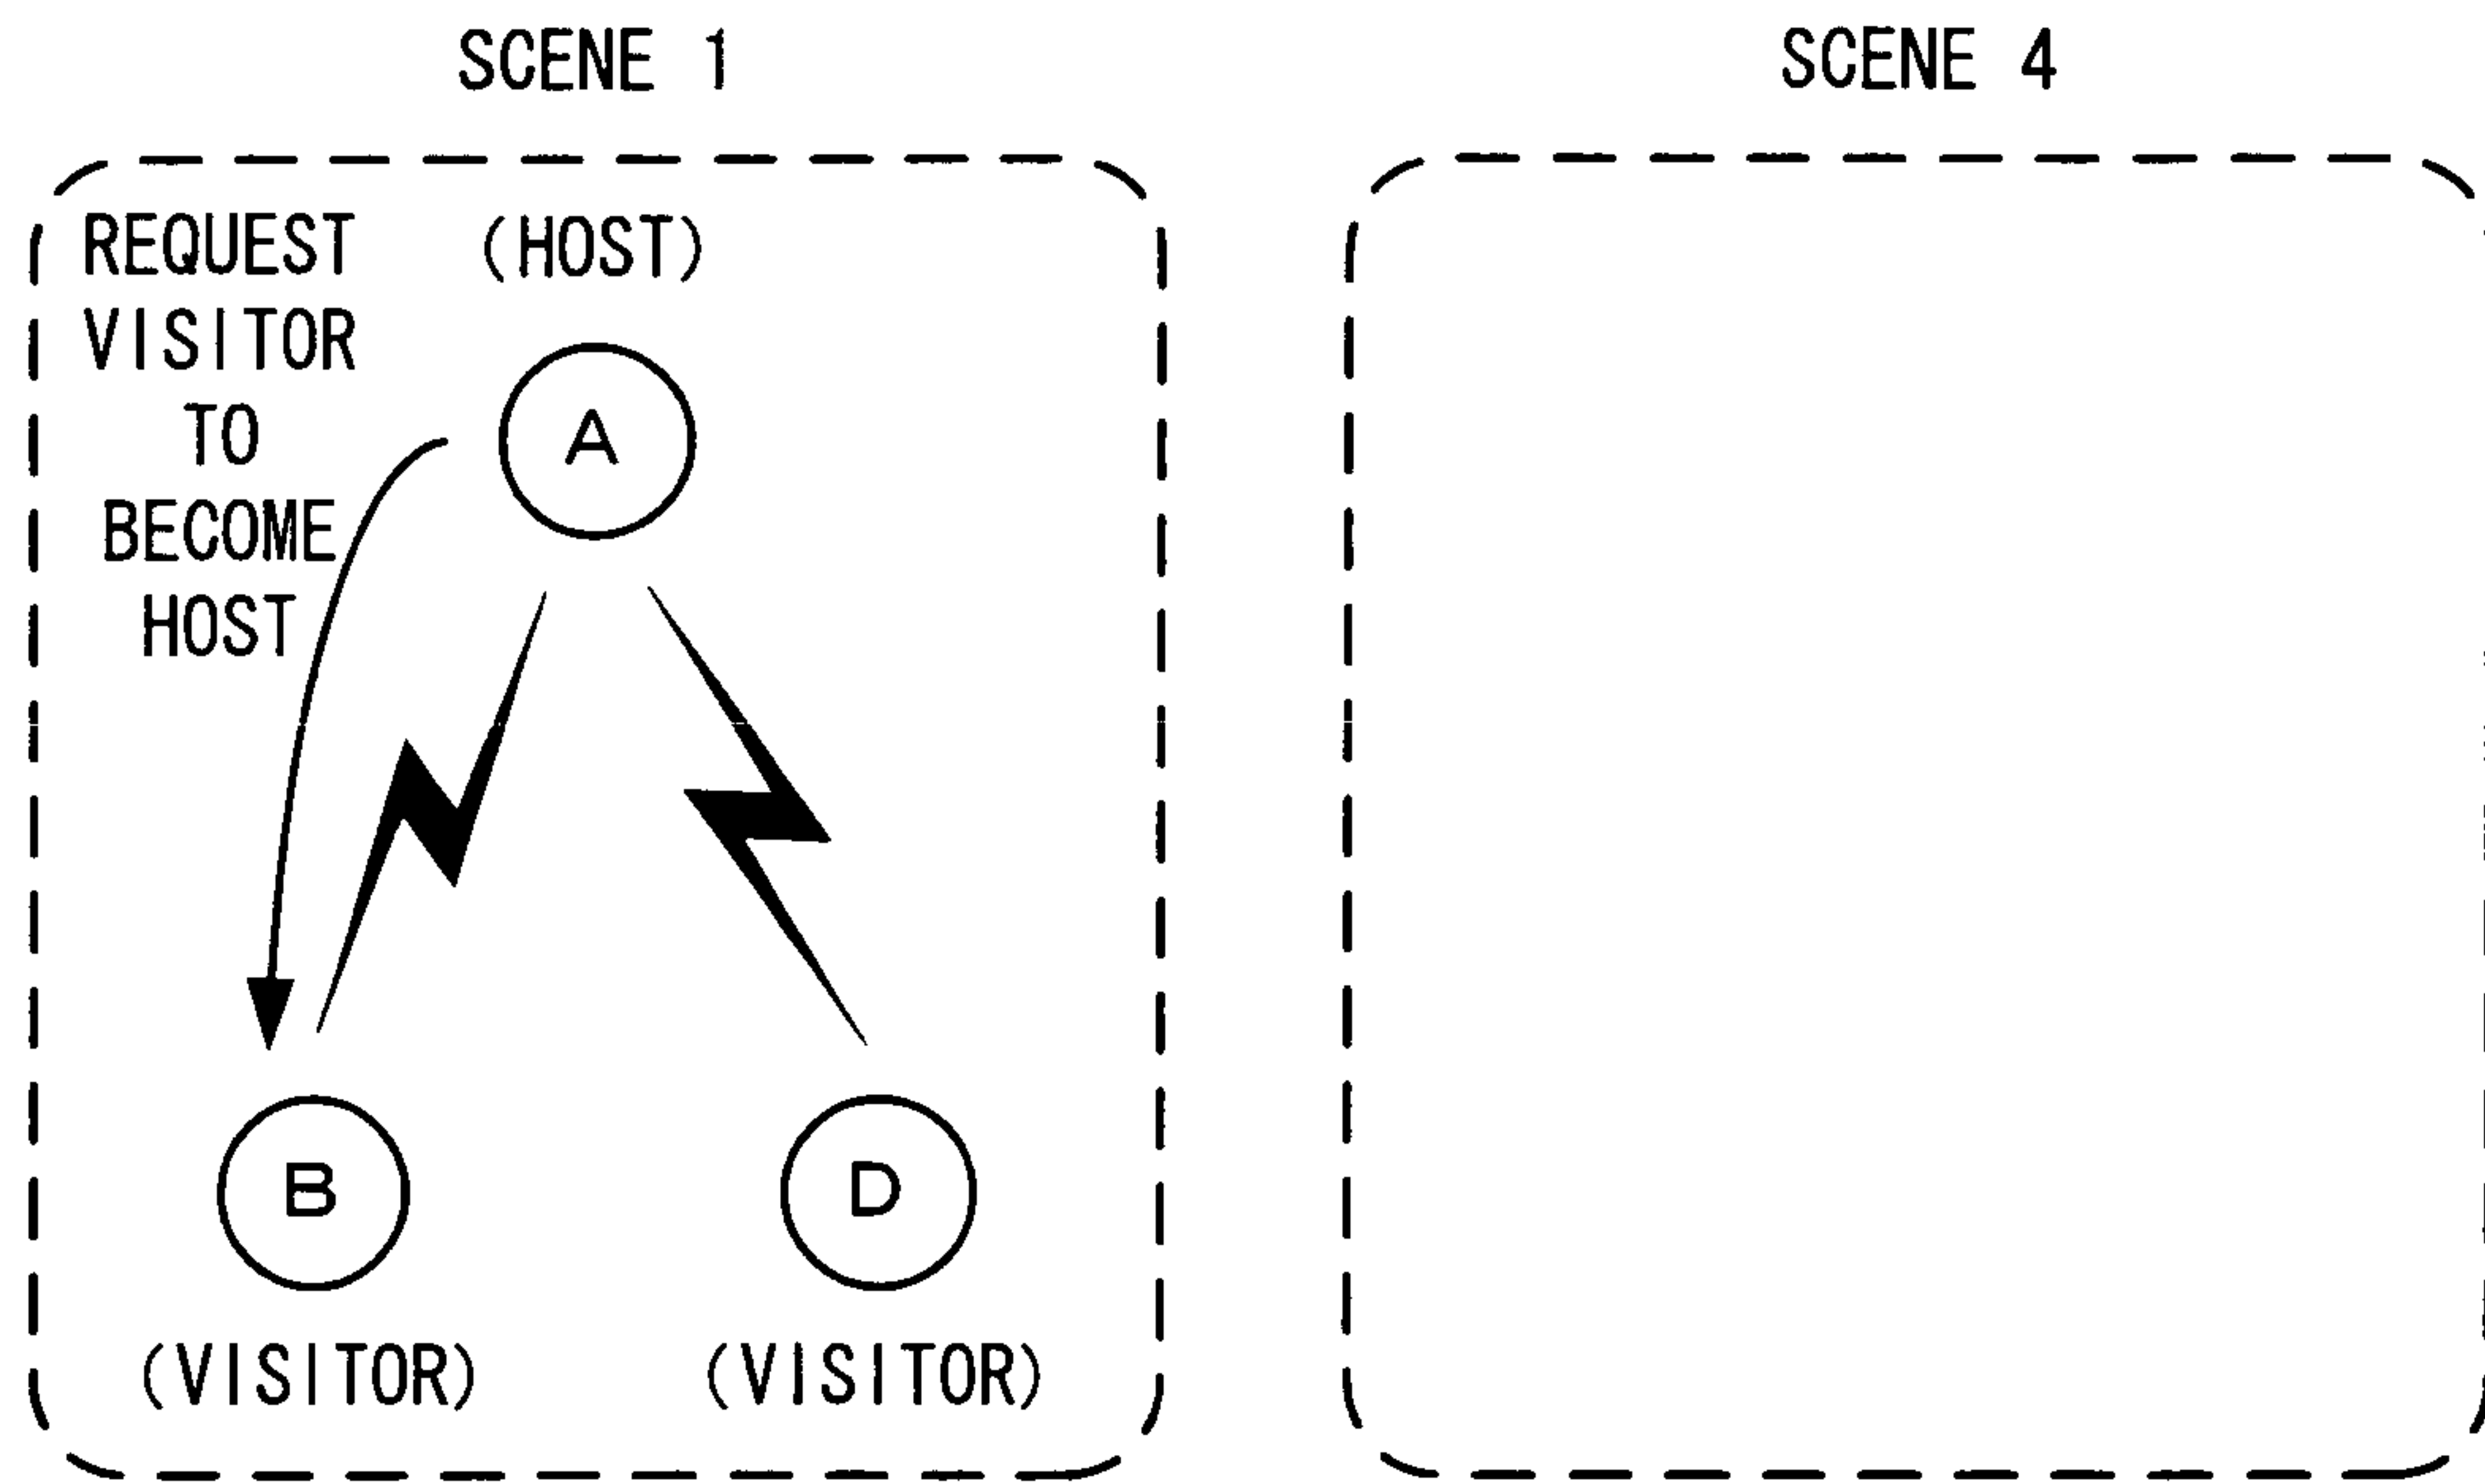 SCENE 1
SCENE 4
REQUEST
VISITOR
TO
BECOME
HOST
(HOST)
A
B
D
(VISITOR)
(VISITOR)